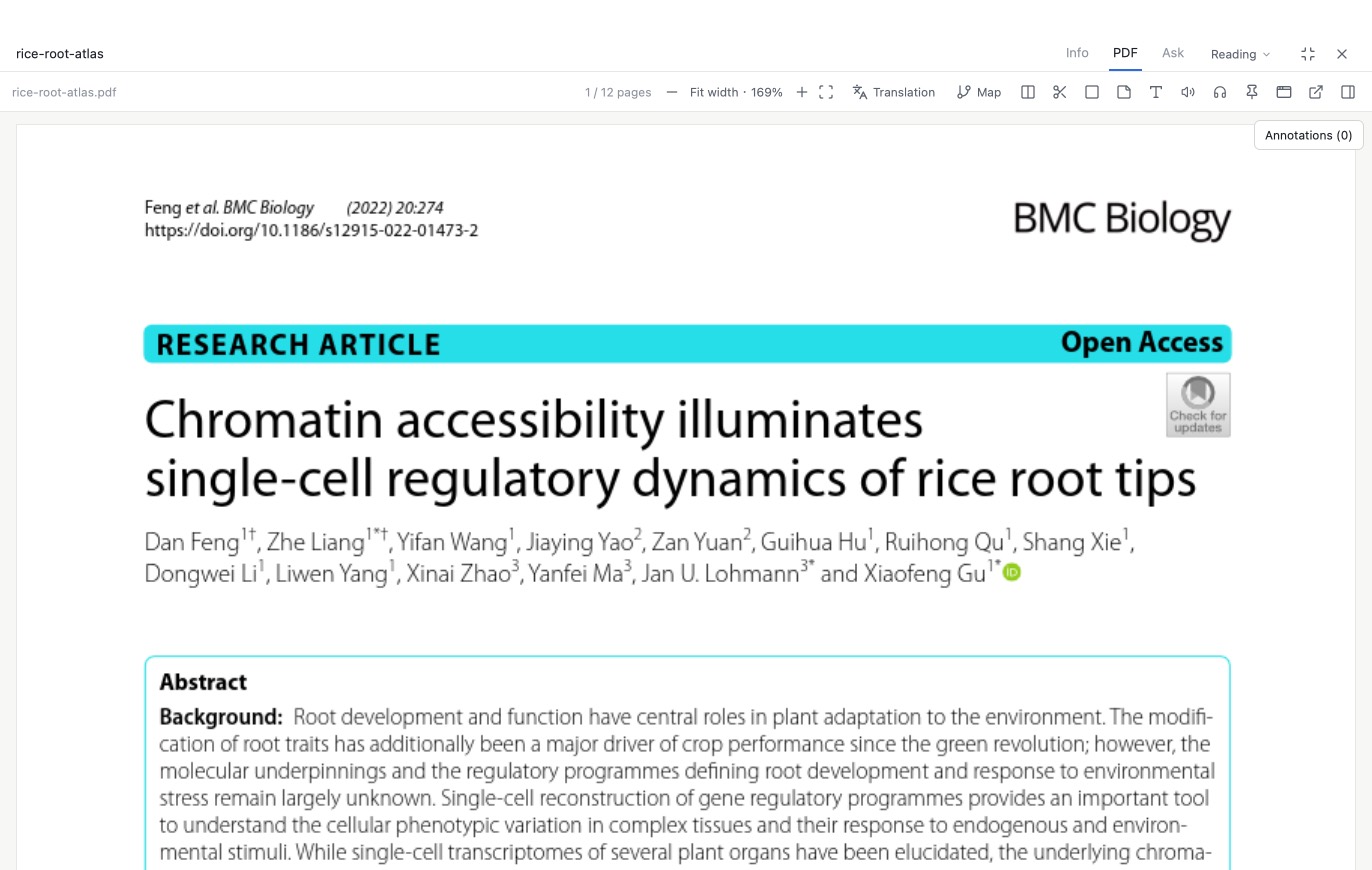 rice-root-atlas
Info
PDF
Ask
Reading
rice-root-atlas.pdf
1 / 12 pages
Fit width · 169%
Translation
Map
Annotations (0)
Feng et al. BMC Biology (2022) 20:274
https://doi.org/10.1186/s12915-022-01473-2
BMC Biology
RESEARCH ARTICLE
Open Access
Check for
updates
Chromatin accessibility illuminates
single-cell regulatory dynamics of rice root tips
Dan Feng1†, Zhe Liang1*†, Yifan Wang1, Jiaying Yao2, Zan Yuan2, Guihua Hu1, Ruihong Qu1, Shang Xie1,
Dongwei Li1, Liwen Yang1, Xinai Zhao3, Yanfei Ma3, Jan U. Lohmann3* and Xiaofeng Gu1* iD
Abstract
Background: Root development and function have central roles in plant adaptation to the environment. The modifi-
cation of root traits has additionally been a major driver of crop performance since the green revolution; however, the
molecular underpinnings and the regulatory programmes defining root development and response to environmental
stress remain largely unknown. Single-cell reconstruction of gene regulatory programmes provides an important tool
to understand the cellular phenotypic variation in complex tissues and their response to endogenous and environ-
mental stimuli. While single-cell transcriptomes of several plant organs have been elucidated, the underlying chroma-